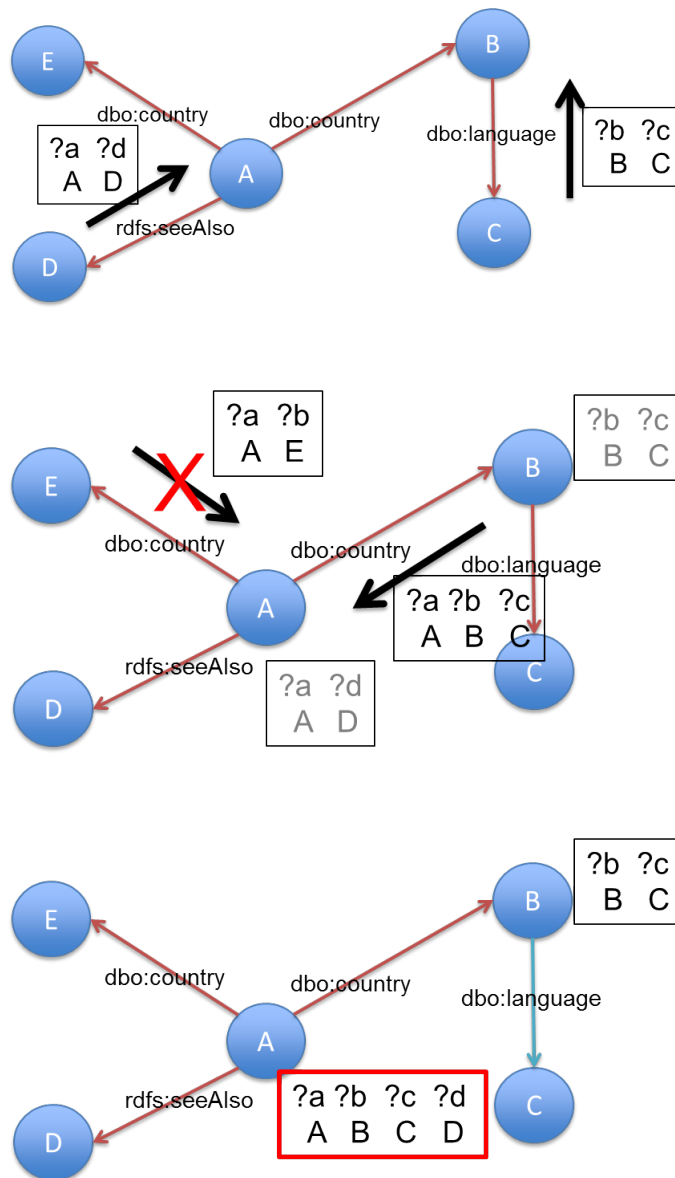 E
B
dbo:country
dbo:country
dbo:language
?a ?d
A D
A
?b ?c
B C
rdfs:seeAlso
C
D
?a ?b
A E
?b ?c
B C
B
E
X
dbo:country
dbo:country
dbo:language
A
?a ?b ?c
A B C
rdfs:seeAlso
?a ?d
A D
C
D
?b ?c
B C
B
E
dbo:country
dbo:country
dbo:language
A
rdfs:seeAlso
?a ?b ?c ?d
A B C D
C
D